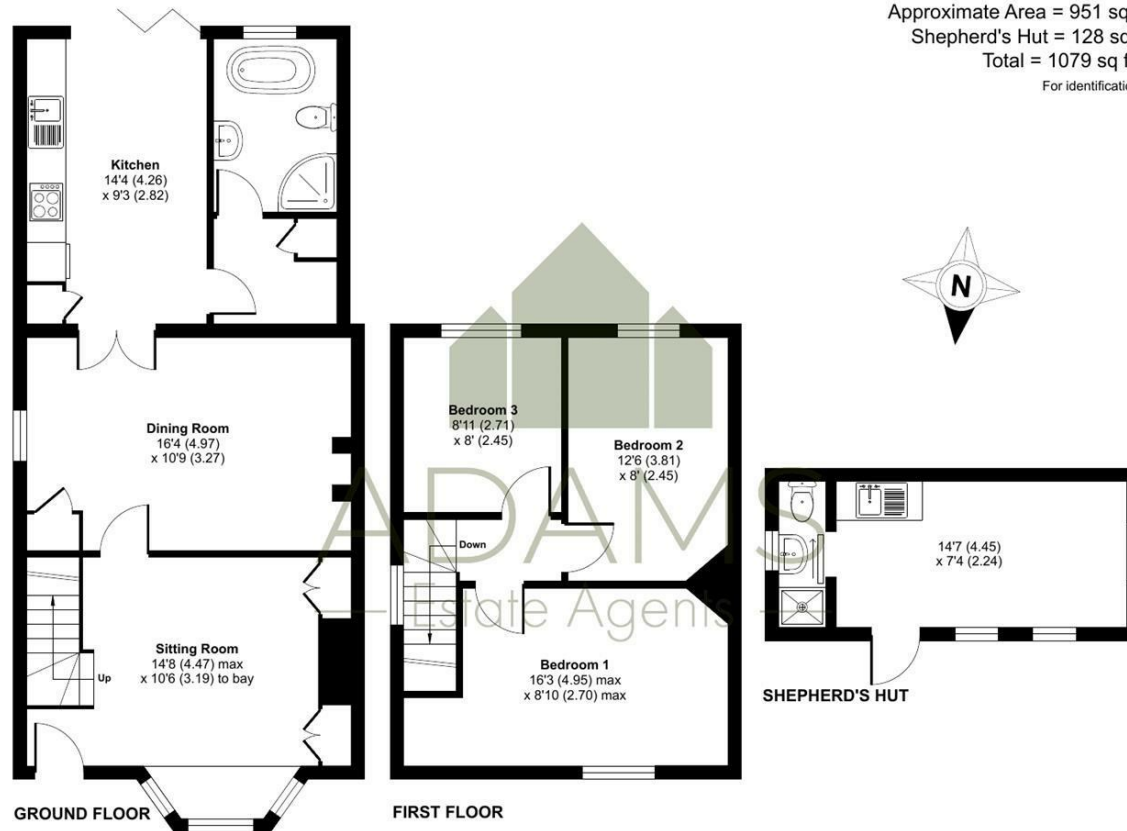 Approximate Area = 951 sq
Shepherd's Hut = 128 sq
Total = 1079 sq f
For identificatio
Kitchen
14'4 (4.26)
x 9'3 (2.82)
N
Dining Room
16'4 (4.97)
x 10'9 (3.27)
Bedroom 3
8'11 (2.71)
x 8' (2.45)
Bedroom 2
12'6 (3.81)
x 8' (2.45)
ADAMS
Estate Agents
Down
14'7 (4.45)
x 7'4 (2.24)
Sitting Room
14'8 (4.47) max
x 10'6 (3.19) to bay
Up
Bedroom 1
16'3 (4.95) max
x 8'10 (2.70) max
SHEPHERD'S HUT
GROUND FLOOR
FIRST FLOOR